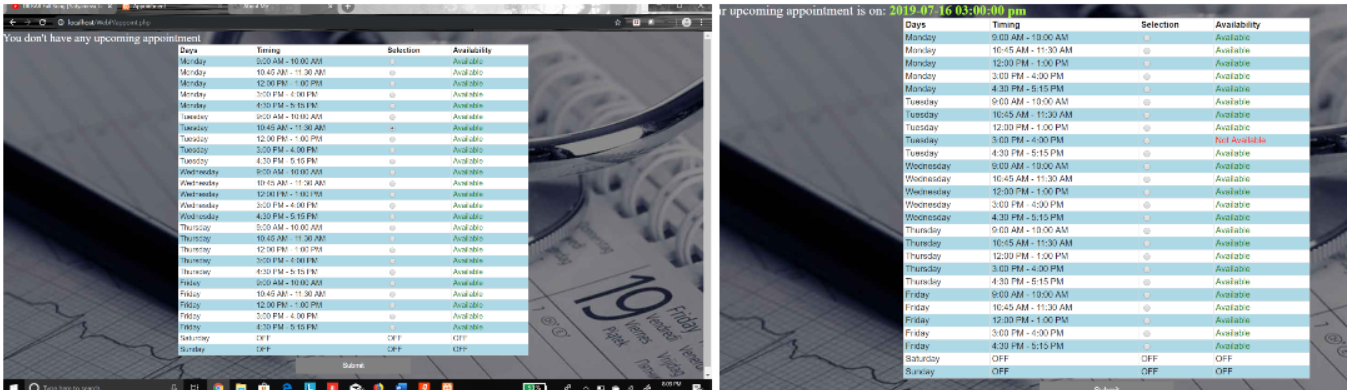 Appointment
About My
localhost/WebP/appoint.php
You don't have any upcoming appointment
Days Timing Selection Availability
Monday 9:00 AM - 10:00 AM Available
Monday 10:45 AM - 11:30 AM Available
Monday 12:00 PM - 1:00 PM Available
Monday 3:00 PM - 4:00 PM Available
Monday 4:30 PM - 5:15 PM Available
Tuesday 9:00 AM - 10:00 AM Available
Tuesday 10:45 AM - 11:30 AM Available
Tuesday 12:00 PM - 1:00 PM Available
Tuesday 3:00 PM - 4:00 PM Available
Tuesday 4:30 PM - 5:15 PM Available
Wednesday 9:00 AM - 10:00 AM Available
Wednesday 10:45 AM - 11:30 AM Available
Wednesday 12:00 PM - 1:00 PM Available
Wednesday 3:00 PM - 4:00 PM Available
Wednesday 4:30 PM - 5:15 PM Available
Thursday 9:00 AM - 10:00 AM Available
Thursday 10:45 AM - 11:30 AM Available
Thursday 12:00 PM - 1:00 PM Available
Thursday 3:00 PM - 4:00 PM Available
Thursday 4:30 PM - 5:15 PM Available
Friday 9:00 AM - 10:00 AM Available
Friday 10:45 AM - 11:30 AM Available
Friday 12:00 PM - 1:00 PM Available
Friday 3:00 PM - 4:00 PM Available
Friday 4:30 PM - 5:15 PM Available
Saturday OFF OFF OFF
Sunday OFF OFF OFF
Submit
19
Friday
Vendredi
Viernes
Piątek
Type here to search
8:08 PM
r upcoming appointment is on: 2019-07-16 03:00:00 pm
Days Timing Selection Availability
Monday 9:00 AM - 10:00 AM Available
Monday 10:45 AM - 11:30 AM Available
Monday 12:00 PM - 1:00 PM Available
Monday 3:00 PM - 4:00 PM Available
Monday 4:30 PM - 5:15 PM Available
Tuesday 9:00 AM - 10:00 AM Available
Tuesday 10:45 AM - 11:30 AM Available
Tuesday 12:00 PM - 1:00 PM Available
Tuesday 3:00 PM - 4:00 PM Not Available
Tuesday 4:30 PM - 5:15 PM Available
Wednesday 9:00 AM - 10:00 AM Available
Wednesday 10:45 AM - 11:30 AM Available
Wednesday 12:00 PM - 1:00 PM Available
Wednesday 3:00 PM - 4:00 PM Available
Wednesday 4:30 PM - 5:15 PM Available
Thursday 9:00 AM - 10:00 AM Available
Thursday 10:45 AM - 11:30 AM Available
Thursday 12:00 PM - 1:00 PM Available
Thursday 3:00 PM - 4:00 PM Available
Thursday 4:30 PM - 5:15 PM Available
Friday 9:00 AM - 10:00 AM Available
Friday 10:45 AM - 11:30 AM Available
Friday 12:00 PM - 1:00 PM Available
Friday 3:00 PM - 4:00 PM Available
Friday 4:30 PM - 5:15 PM Available
Saturday OFF OFF OFF
Sunday OFF OFF OFF
Submit